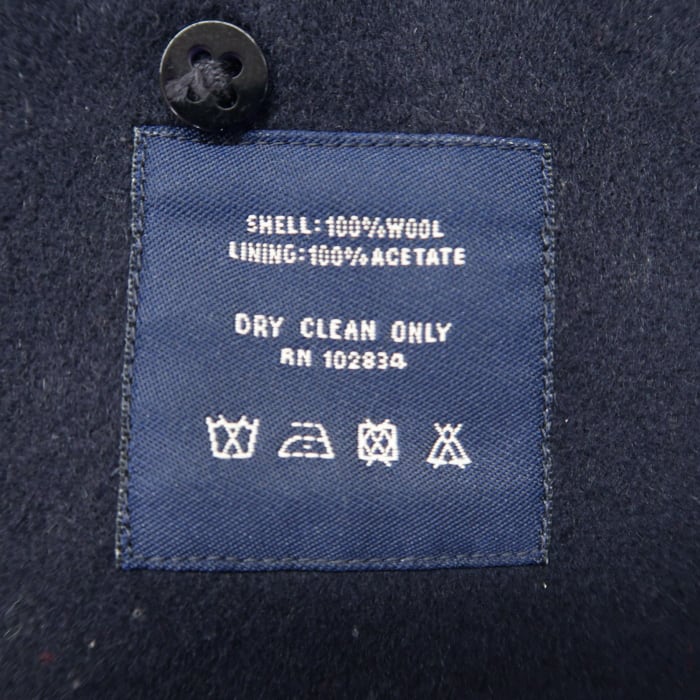 SHELL:100%WOOL
LINING:100%ACETATE
DRY CLEAN ONLY
RN 102834